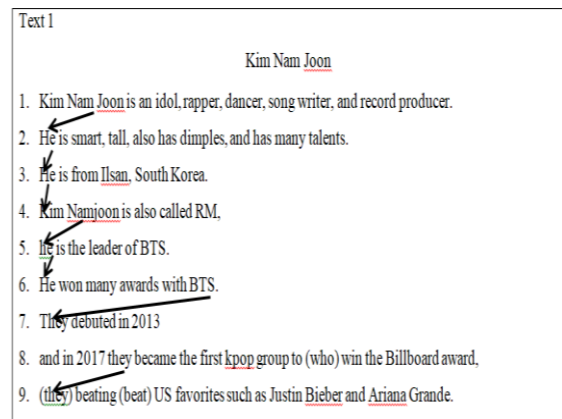 Text 1
Kim Nam Joon
1. Kim Nam Joon is an idol, rapper, dancer, song writer, and record producer.
2. He is smart, tall, also has dimples, and has many talents.
3. He is from Ilsan, South Korea.
4. Kim Namjoon is also called RM,
5. he is the leader of BTS.
6. He won many awards with BTS.
7. They debuted in 2013
8. and in 2017 they became the first kpop group to (who) win the Billboard award,
9. (they) beating (beat) US favorites such as Justin Bieber and Ariana Grande.